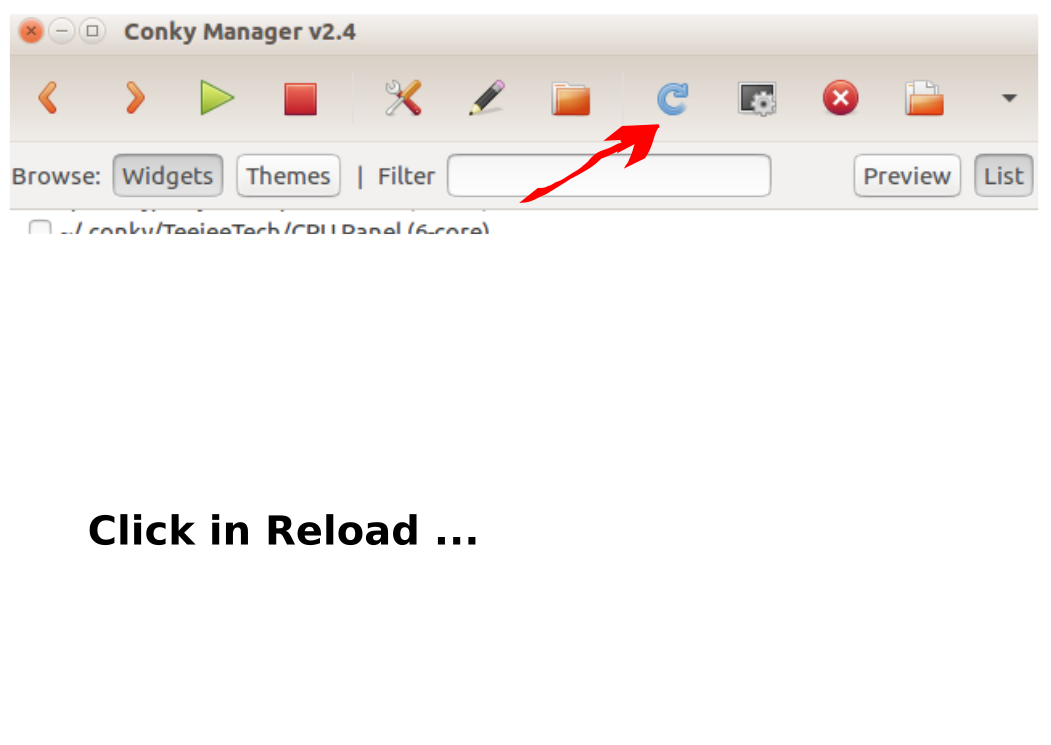 Conky Manager v2.4
Browse: Widgets Themes | Filter Preview List
~/.conky/TeejeeTech/CPU Panel (6-core)
Click in Reload ...